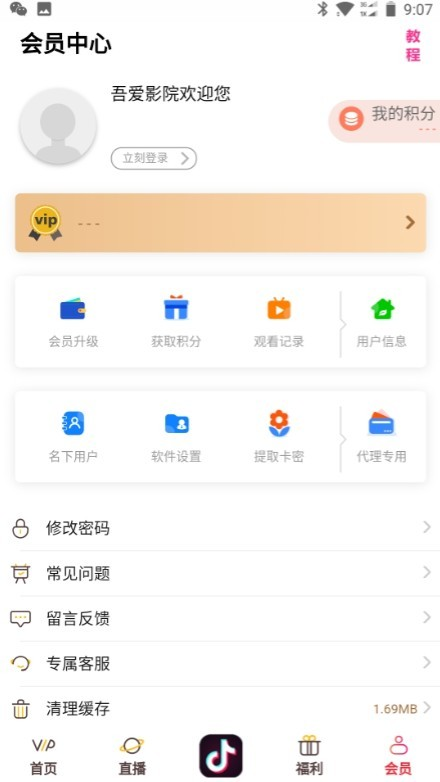 9:07
会员中心
教
程
吾爱影院欢迎您
我的积分
---
立刻登录
vip
---
会员升级
获取积分
观看记录
用户信息
名下用户
软件设置
提取卡密
代理专用
修改密码
常见问题
留言反馈
专属客服
清理缓存
1.69MB
VIP
首页
直播
福利
会员